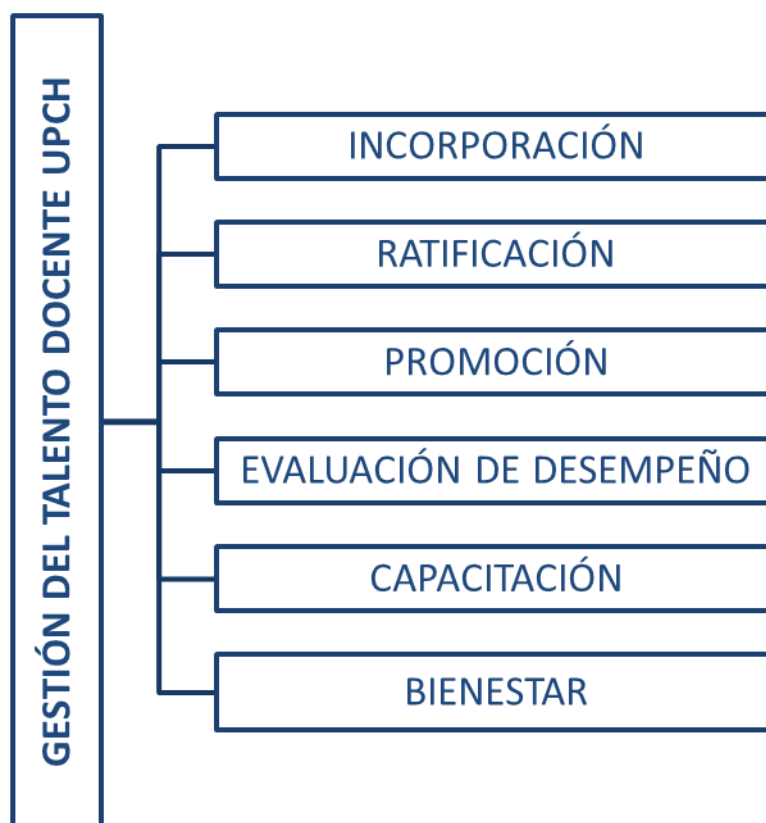 GESTIÓN DEL TALENTO DOCENTE UPCH
INCORPORACIÓN
RATIFICACIÓN
PROMOCIÓN
EVALUACIÓN DE DESEMPEÑO
CAPACITACIÓN
BIENESTAR